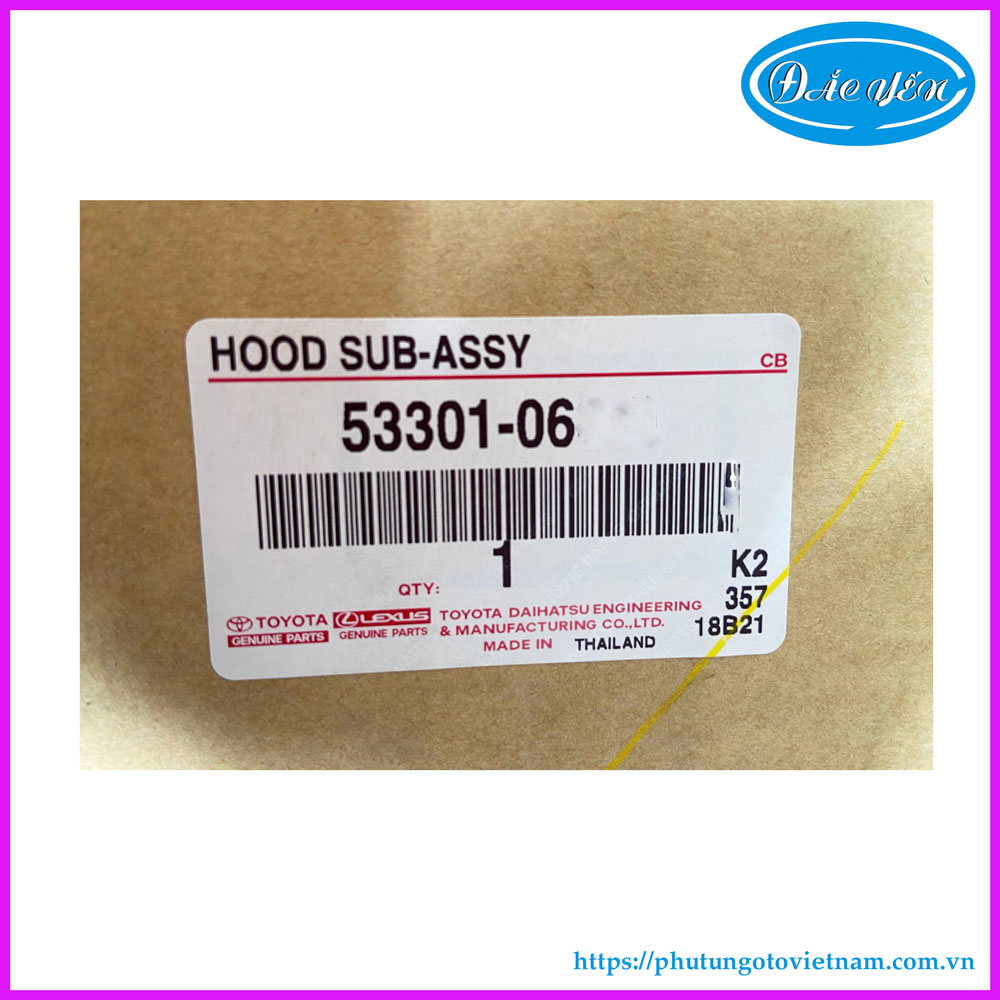 ĐẮC YẾN
HOOD SUB-ASSY
CB
53301-06
1
QTY:
K2
357
18B21
TOYOTA
GENUINE PARTS
LEXUS
GENUINE PARTS
TOYOTA DAIHATSU ENGINEERING
& MANUFACTURING CO.,LTD.
MADE IN THAILAND
https://phutungotovietnam.com.vn